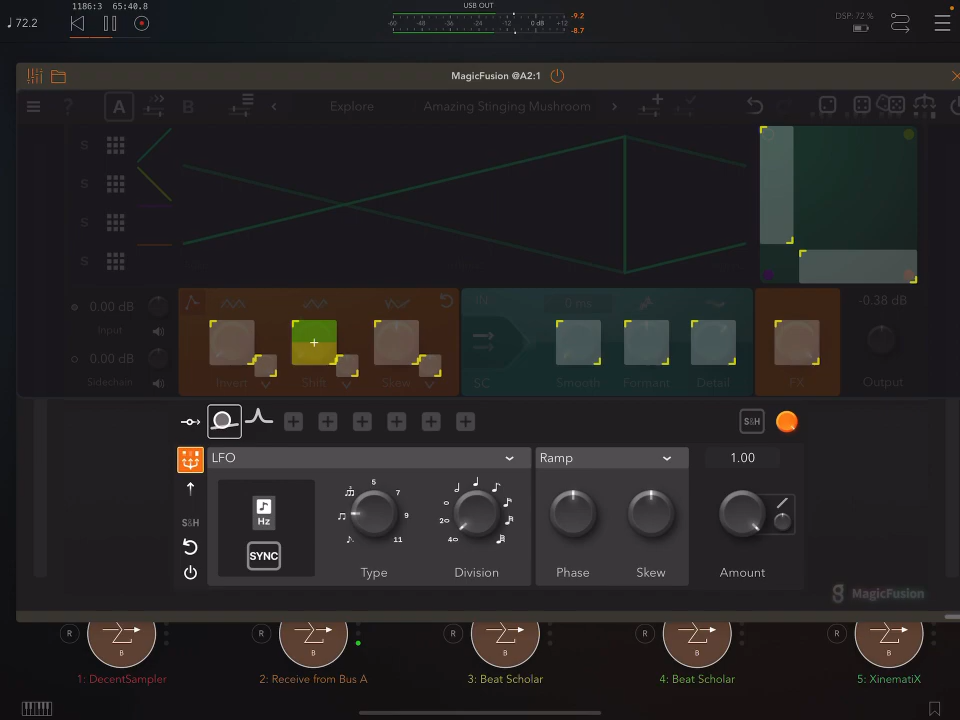 1186:3 65:40.8
72.2
USB OUT
-60 -48 -36 -24 -12 0 dB +12
-9.2
-8.7
DSP: 72 %
MagicFusion @A2:1
? A B Explore Amazing Stinging Mushroom
S
S
S
S
0.00 dB
Input
0.00 dB
Sidechain
Invert
Shift
Skew
IN
0 ms
SC
Smooth
Formant
Detail
FX
-0.38 dB
Output
S&H
LFO
Ramp
1.00
Hz
SYNC
5
7
9
11
Type
Division
Phase
Skew
Amount
S&H
MagicFusion
R B R B R B R B R B
1: DecentSampler
2: Receive from Bus A
3: Beat Scholar
4: Beat Scholar
5: XinematiX